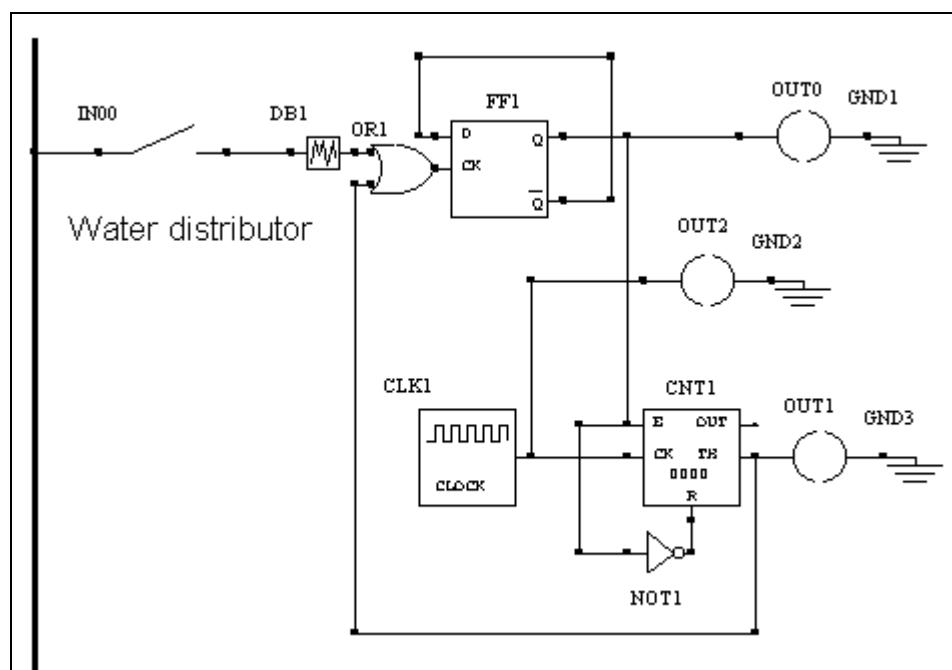 OUT0
GND1
FF1
IN00
DB1
OR1
D
Q
CK
Q
Water distributor
OUT2
GND2
CLK1
CNT1
OUT1
GND3
E OUT
CK TH
0000
CLOCK
R
NOT1